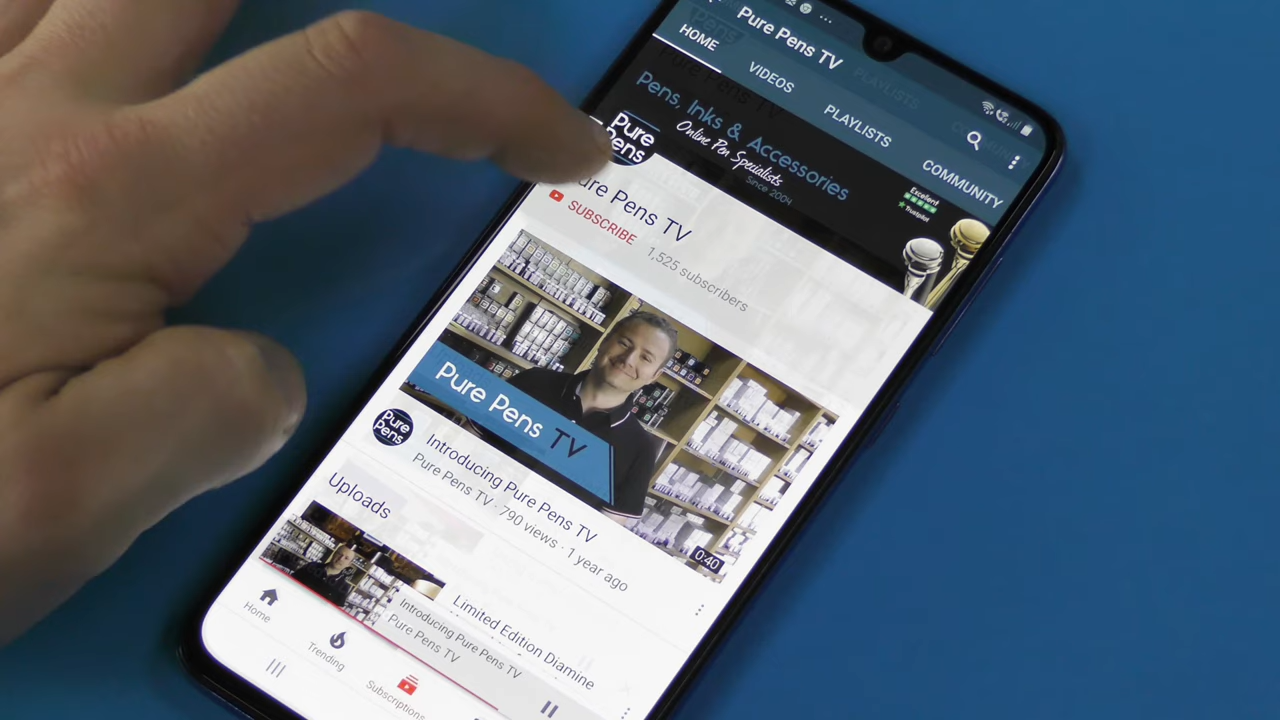 Pure Pens TV
HOME
VIDEOS
PLAYLISTS
COMMUNITY
Pens, Inks & Accessories
Online Pen Specialists
Since 2004
Excellent
Trustpilot
Pure
Pens
ure Pens TV
SUBSCRIBE 1,525 subscribers
Pure Pens TV
0:40
Pure
Pens
Introducing Pure Pens TV
Pure Pens TV · 790 views · 1 year ago
Uploads
Limited Edition Diamine
Introducing Pure Pens TV
Pure Pens TV
Home
Trending
Subscriptions